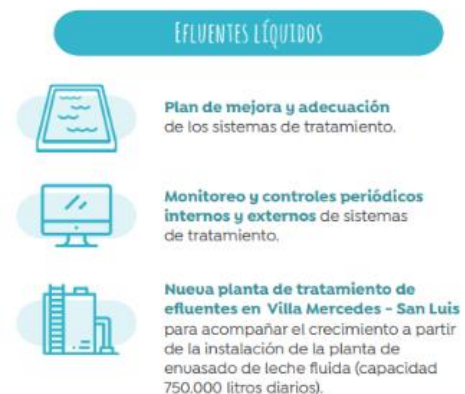 EFLUENTES LÍQUIDOS
Plan de mejora y adecuación
de los sistemas de tratamiento.
Monitoreo y controles periódicos
internos y externos de sistemas
de tratamiento.
Nueva planta de tratamiento de
efluentes en Villa Mercedes - San Luis
para acompañar el crecimiento a partir
de la instalación de la planta de
envasado de leche fluida (capacidad
750.000 litros diarios).